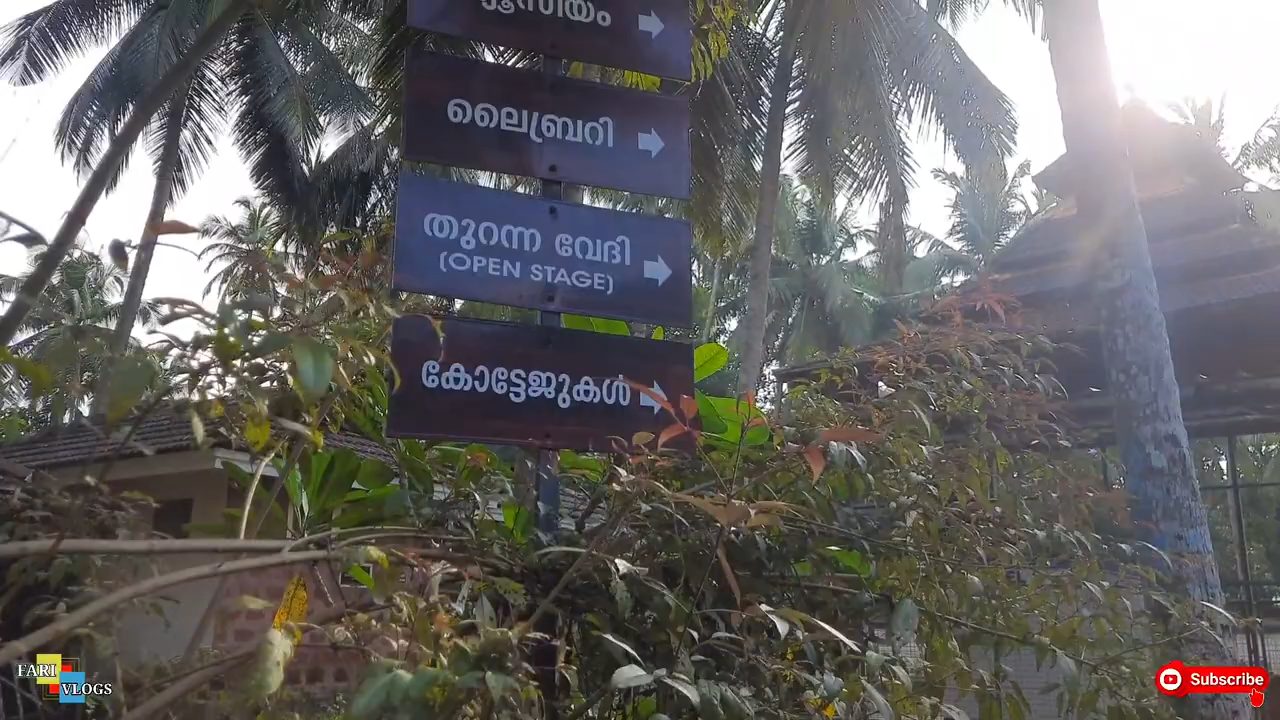 ലൈബ്രറി
തുറന്ന വേദി
(OPEN STAGE)
കോട്ടേജുകൾ
FARI
VLOGS
Subscribe